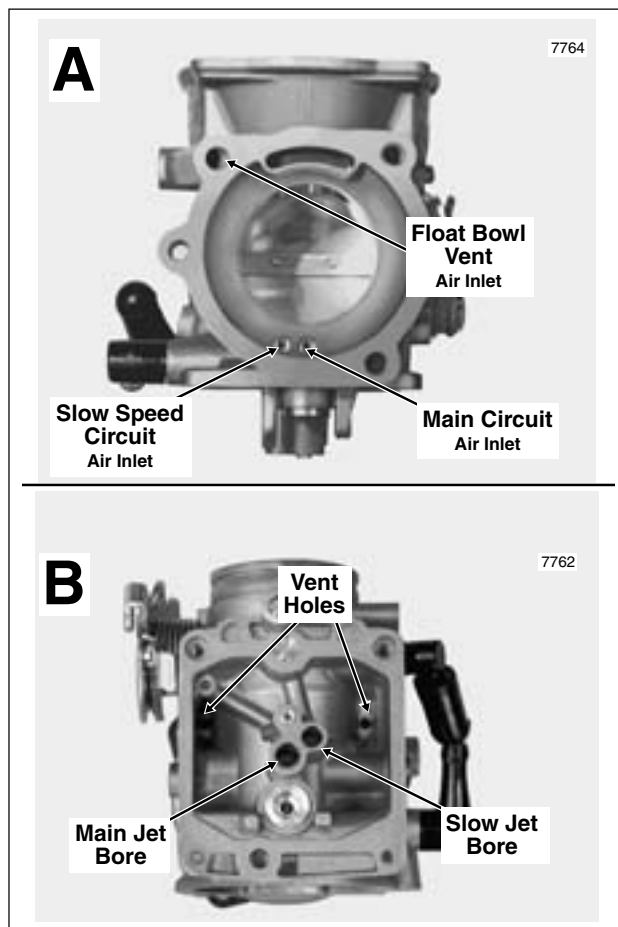 A
7764
Float Bowl
Vent
Air Inlet
Slow Speed
Circuit
Air Inlet
Main Circuit
Air Inlet
B
7762
Vent
Holes
Main Jet
Bore
Slow Jet
Bore